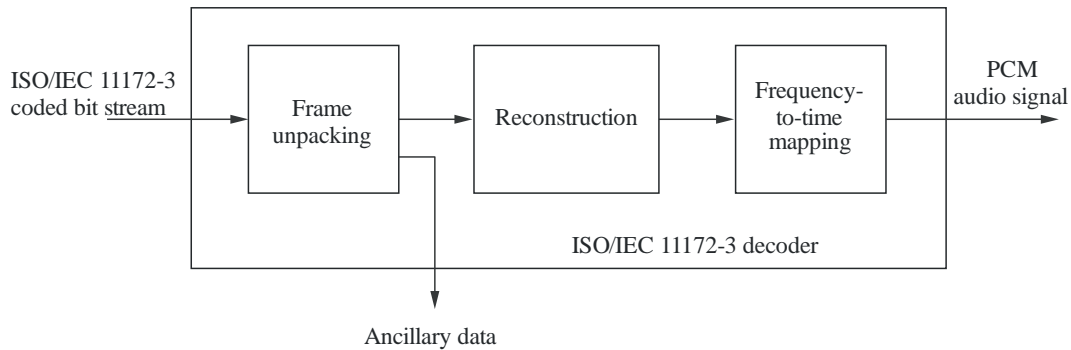 ISO/IEC 11172-3
coded bit stream
Frame
unpacking
Reconstruction
Frequency-
to-time
mapping
PCM
audio signal
ISO/IEC 11172-3 decoder
Ancillary data